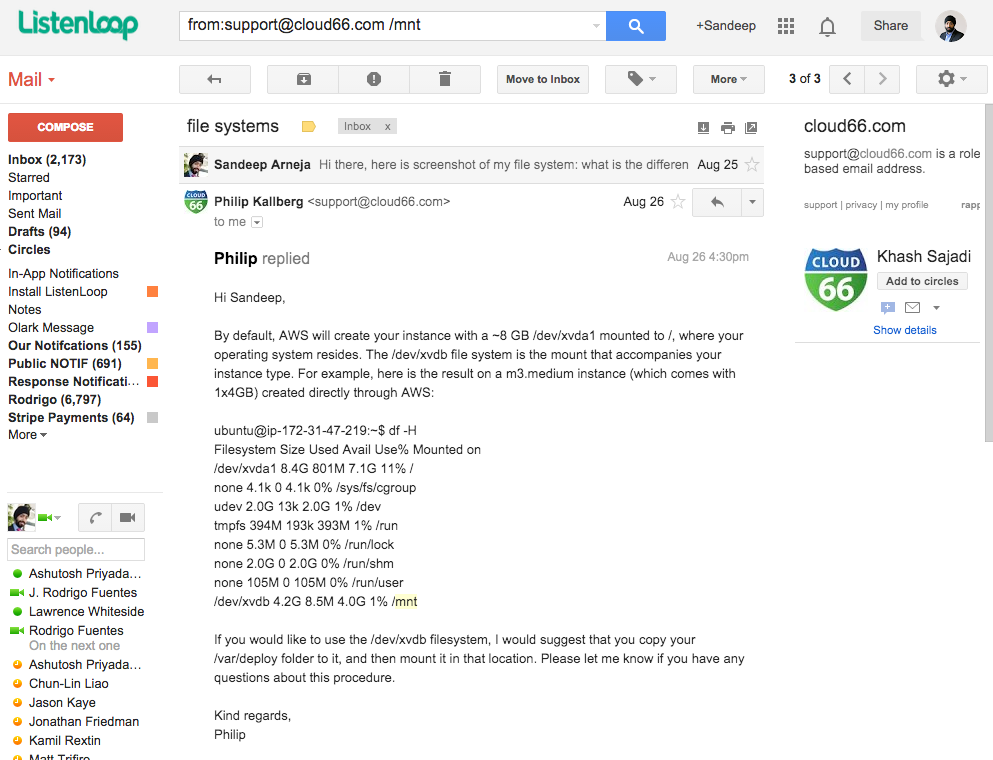 Listenloop
from:support@cloud66.com /mnt
+Sandeep
Share
Mail
Move to Inbox
More
3 of 3
COMPOSE
Inbox (2,173)
Starred
Important
Sent Mail
Drafts (94)
Circles
In-App Notifications
Install ListenLoop
Notes
Olark Message
Our Notifcations (155)
Public NOTIF (691)
Response Notificati...
Rodrigo (6,797)
Stripe Payments (64)
More
Search people...
Ashutosh Priyada...
J. Rodrigo Fuentes
Lawrence Whiteside
Rodrigo Fuentes
On the next one
Ashutosh Priyada...
Chun-Lin Liao
Jason Kaye
Jonathan Friedman
Kamil Rextin
Matt Trifiro
file systems
Inbox x
Sandeep Arneja Hi there, here is screenshot of my file system: what is the differen Aug 25
CLOUD
66
Philip Kallberg <support@cloud66.com>
Aug 26
to me
Philip replied
Aug 26 4:30pm
Hi Sandeep,
By default, AWS will create your instance with a ~8 GB /dev/xvda1 mounted to /, where your
operating system resides. The /dev/xvdb file system is the mount that accompanies your
instance type. For example, here is the result on a m3.medium instance (which comes with
1x4GB) created directly through AWS:
ubuntu@ip-172-31-47-219:~$ df -H
Filesystem Size Used Avail Use% Mounted on
/dev/xvda1 8.4G 801M 7.1G 11% /
none 4.1k 0 4.1k 0% /sys/fs/cgroup
udev 2.0G 13k 2.0G 1% /dev
tmpfs 394M 193k 393M 1% /run
none 5.3M 0 5.3M 0% /run/lock
none 2.0G 0 2.0G 0% /run/shm
none 105M 0 105M 0% /run/user
/dev/xvdb 4.2G 8.5M 4.0G 1% /mnt
If you would like to use the /dev/xvdb filesystem, I would suggest that you copy your
/var/deploy folder to it, and then mount it in that location. Please let me know if you have any
questions about this procedure.
Kind regards,
Philip
cloud66.com
support@cloud66.com is a role
based email address.
support | privacy | my profile
rapp
CLOUD
66
Khash Sajadi
Add to circles
Show details